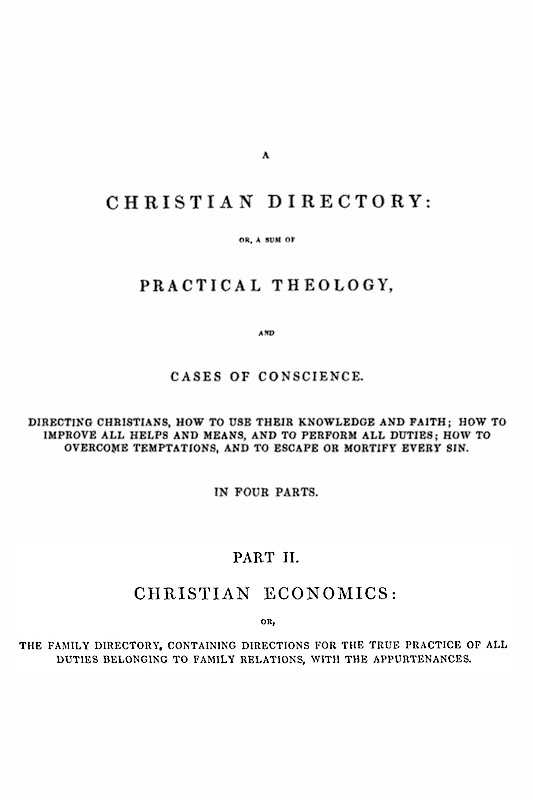 A
CHRISTIAN DIRECTORY:
OR, A SUM OF
PRACTICAL THEOLOGY,
AND
CASES OF CONSCIENCE.
DIRECTING CHRISTIANS, HOW TO USE THEIR KNOWLEDGE AND FAITH; HOW TO
IMPROVE ALL HELPS AND MEANS, AND TO PERFORM ALL DUTIES; HOW TO
OVERCOME TEMPTATIONS, AND TO ESCAPE OR MORTIFY EVERY SIN.
IN FOUR PARTS.
PART II.
CHRISTIAN ECONOMICS:
OR,
THE FAMILY DIRECTORY, CONTAINING DIRECTIONS FOR THE TRUE PRACTICE OF ALL
DUTIES BELONGING TO FAMILY RELATIONS, WITH THE APPURTENANCES.